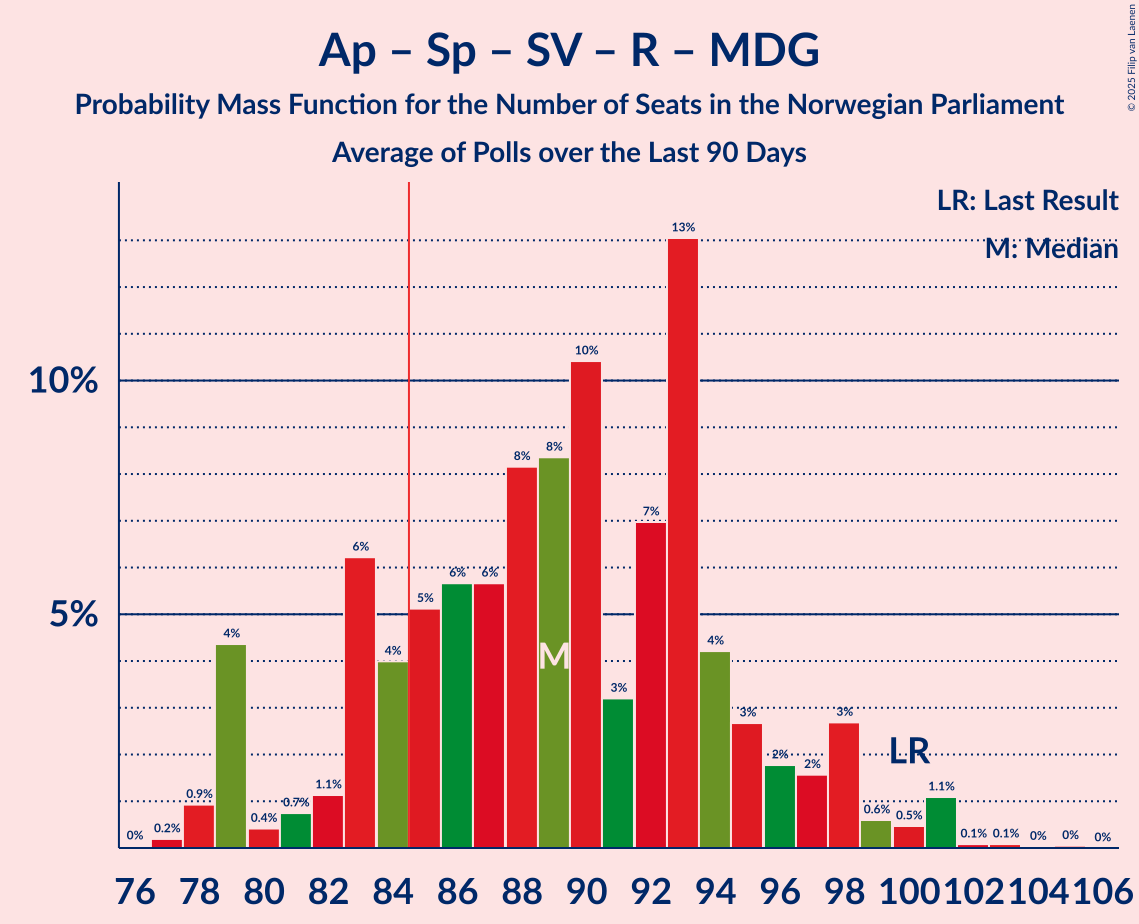 Ap – Sp – SV – R – MDG
Probability Mass Function for the Number of Seats in the Norwegian Parliament
Average of Polls over the Last 90 Days
© 2025 Filip van Laenen
LR: Last Result
M: Median
10%
5%
0% 0.2% 0.9% 4% 0.4% 0.7% 1.1% 6% 4% 5% 6% 6% 8% 8% 10% 3% 7% 13% 4% 3% 2% 2% 3% 0.6% 0.5% 1.1% 0.1% 0.1% 0% 0% 0%
M
LR
76 78 80 82 84 86 88 90 92 94 96 98 100 102 104 106